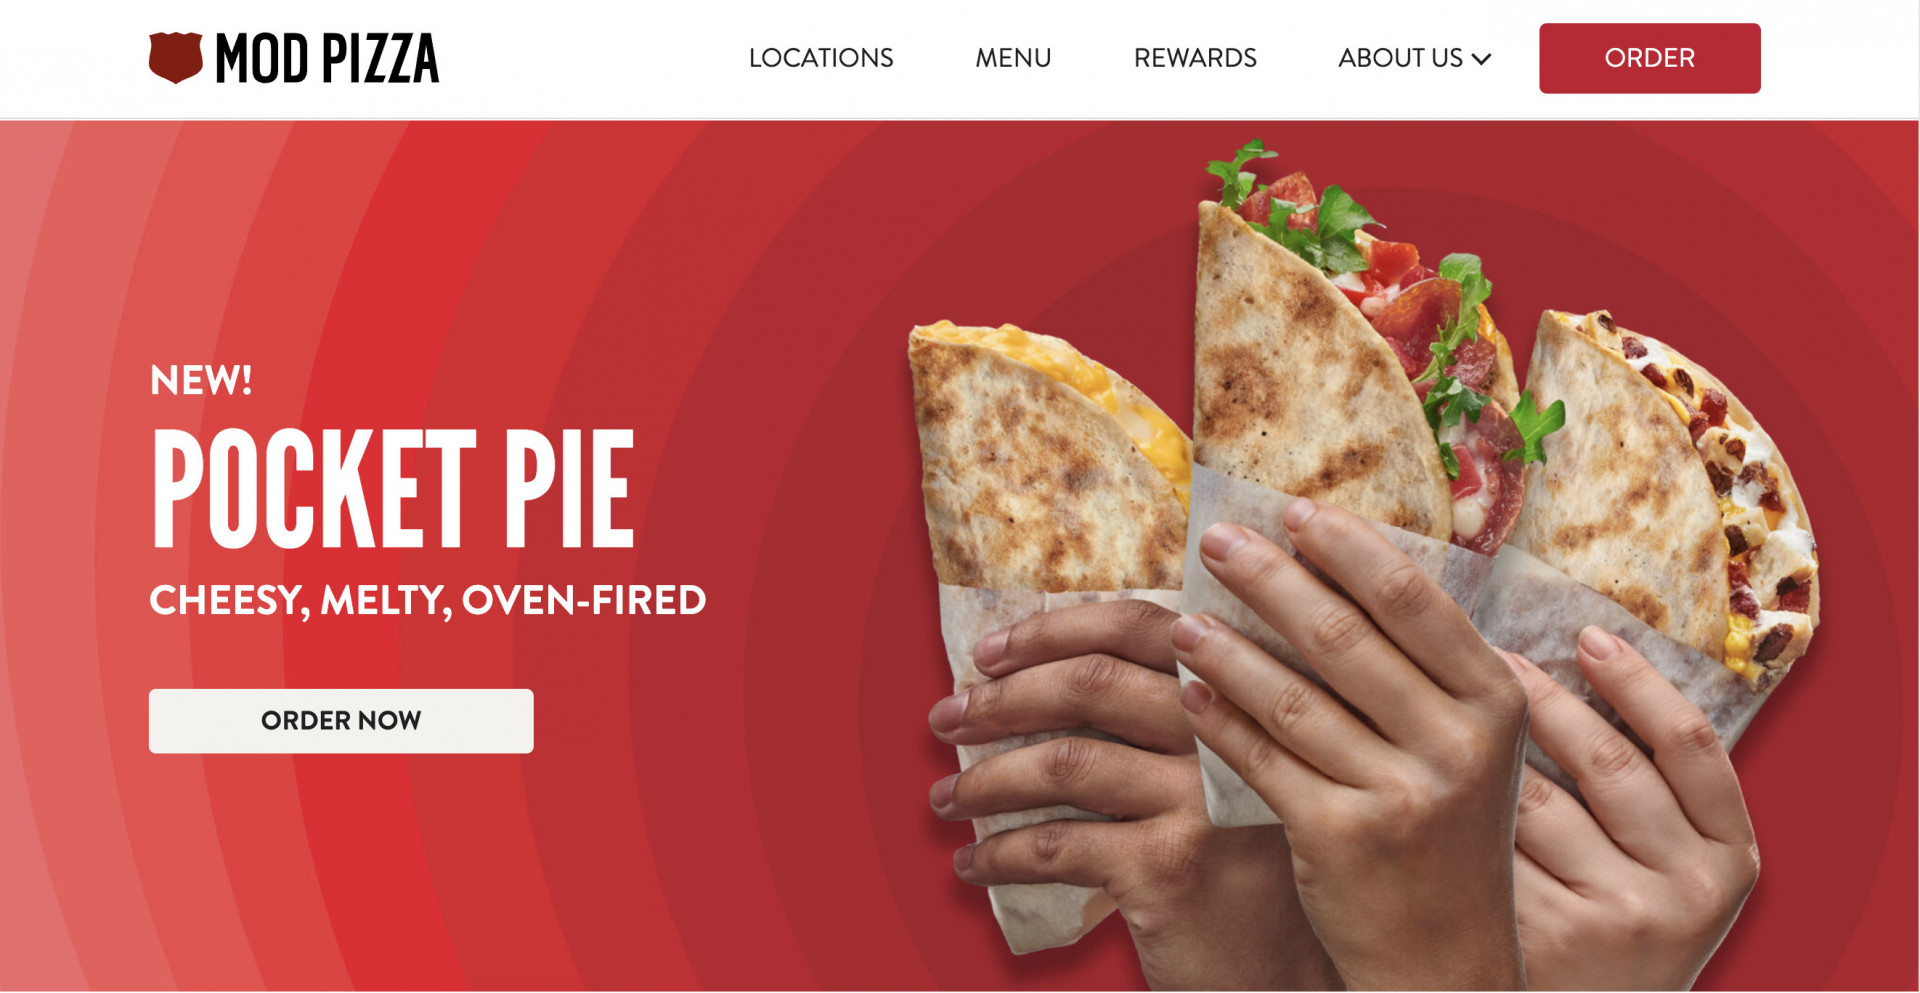 MOD PIZZA
LOCATIONS
MENU
REWARDS
ABOUT US
ORDER
NEW!
POCKET PIE
CHEESY, MELTY, OVEN-FIRED
ORDER NOW